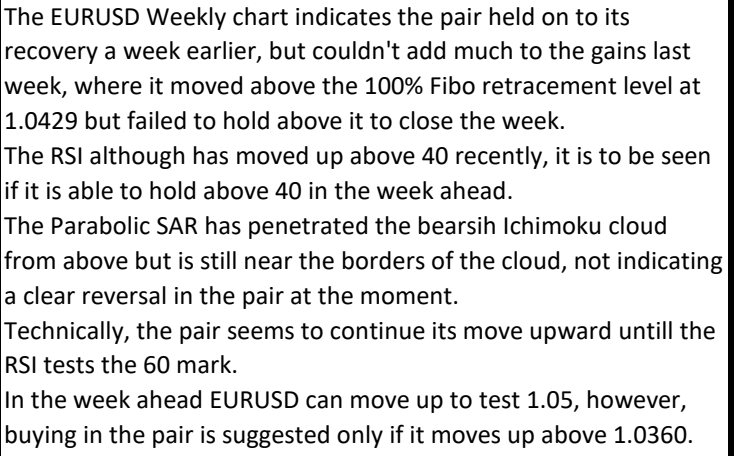 The EURUSD Weekly chart indicates the pair held on to its
recovery a week earlier, but couldn't add much to the gains last
week, where it moved above the 100% Fibo retracement level at
1.0429 but failed to hold above it to close the week.
The RSI although has moved up above 40 recently, it is to be seen
if it is able to hold above 40 in the week ahead.
The Parabolic SAR has penetrated the bearsih Ichimoku cloud
from above but is still near the borders of the cloud, not indicating
a clear reversal in the pair at the moment.
Technically, the pair seems to continue its move upward untill the
RSI tests the 60 mark.
In the week ahead EURUSD can move up to test 1.05, however,
buying in the pair is suggested only if it moves up above 1.0360.